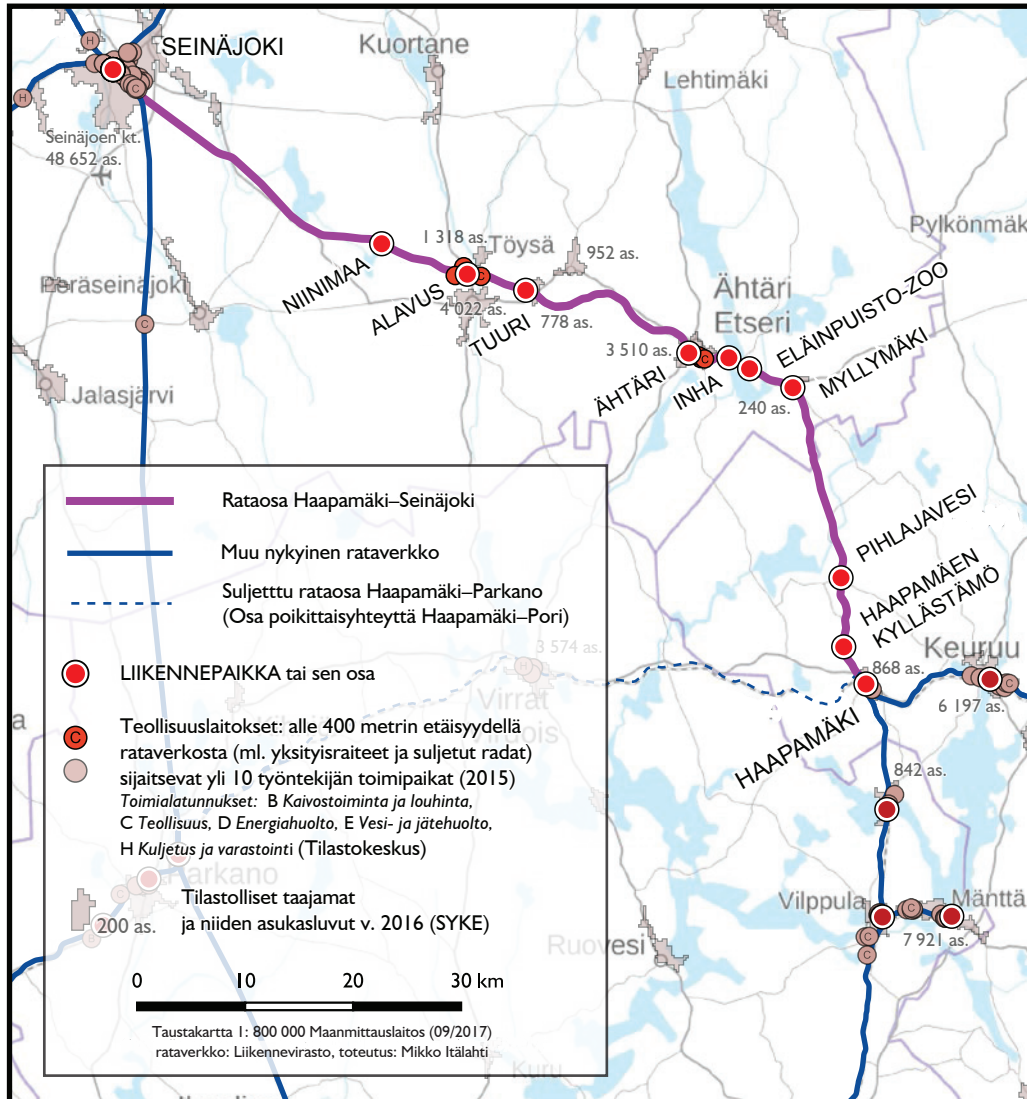 SEINÄJOKI
Kuortane
Lehtimäki
H
H
C
Seinäjoen kt.
48 652 as.
Pylkönmäk
1 318 as.
Töysä
952 as.
NIINIMAA
ALAVUS
C
4 022 as.
TUURI
778 as.
Peräseinäjoki
C
Ähtäri
Etseri
ELÄINPUISTO-ZOO
3 510 as.
C
ÄHTÄRI
INHA
240 as.
MYLLYMÄKI
Jalasjärvi
Rataosa Haapamäki–Seinäjoki
Muu nykyinen rataverkko
Suljetttu rataosa Haapamäki–Parkano
(Osa poikittaisyhteyttä Haapamäki–Pori)
PIHLAJAVESI
HAAPAMÄEN
KYLLÄSTÄMÖ
3 574 as.
Virrat
Virdois
Keuruu
868 as.
C
6 197 as.
HAAPAMÄKI
LIIKENNEPAIKKA tai sen osa
C
Teollisuuslaitokset: alle 400 metrin etäisyydellä
rataverkosta (ml. yksityisraiteet ja suljetut radat)
sijaitsevat yli 10 työntekijän toimipaikat (2015)
Toimialatunnukset: B Kaivostoiminta ja louhinta,
C Teollisuus, D Energiahuolto, E Vesi- ja jätehuolto,
H Kuljetus ja varastointi (Tilastokeskus)
842 as.
Parkano
Tilastolliset taajamat
ja niiden asukasluvut v. 2016 (SYKE)
200 as.
Vilppula
Mänttä
C
C
C
7 921 as.
Ruovesi
0 10 20 30 km
Taustakartta 1: 800 000 Maanmittauslaitos (09/2017)
rataverkko: Liikennevirasto, toteutus: Mikko Itälahti
Kuru